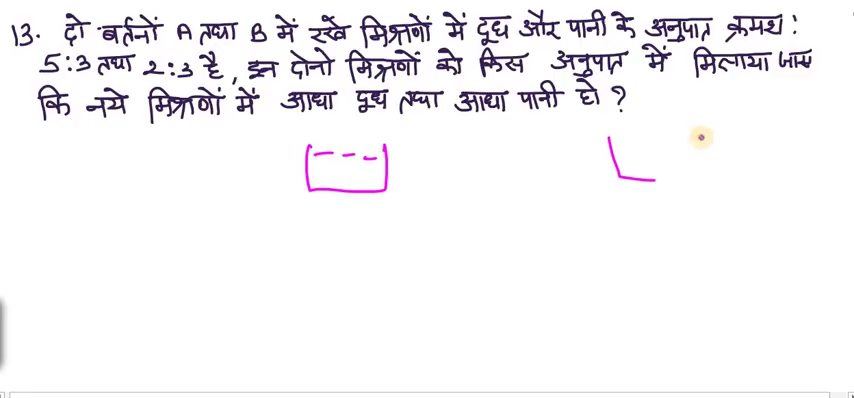 13. दो बर्तनों A तथा B में रखे मिश्रणों में दूध और पानी के अनुपात क्रमश:
5:3 तथा 2:3 है, इन दोनो मिश्रणों को किस अनुपात में मिलाया जाए
कि नये मिश्रणों में आधा दूध तथा आधा पानी हो ?